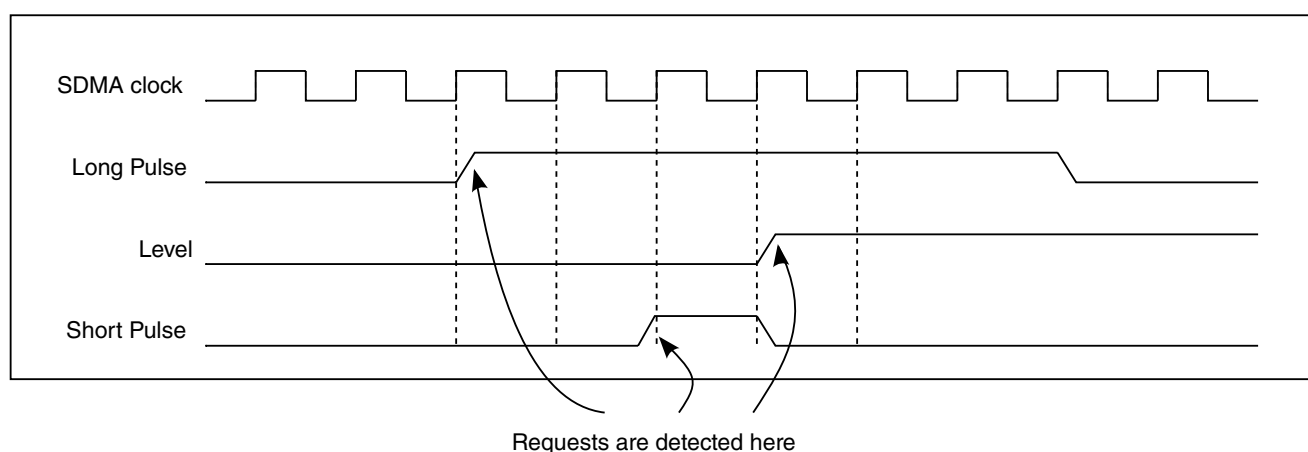 SDMA clock
Long Pulse
Level
Short Pulse
Requests are detected here